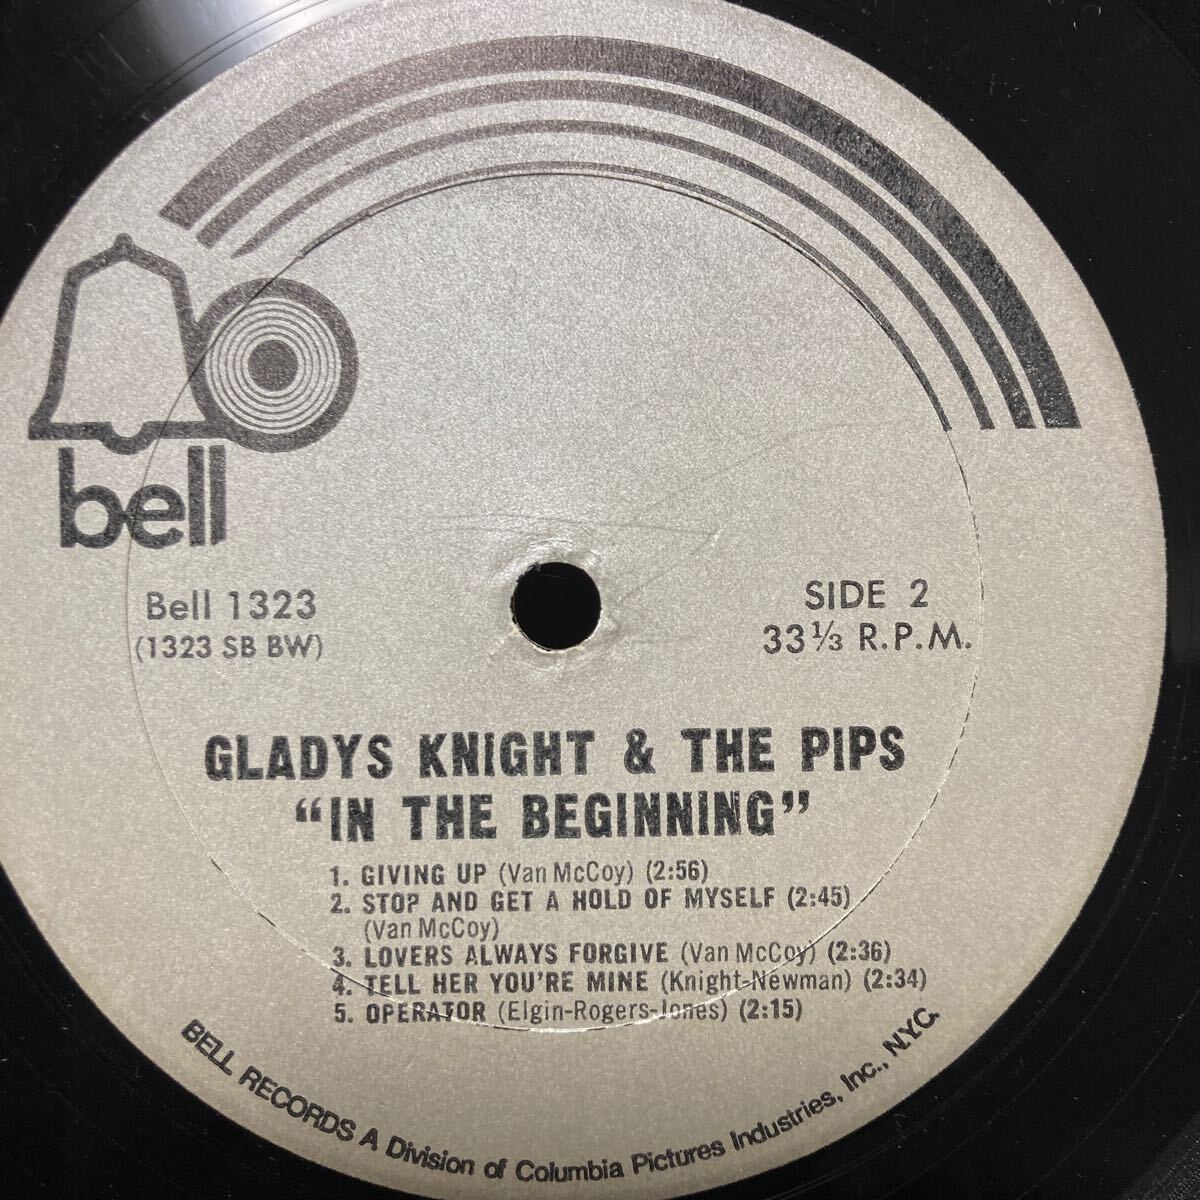 bell
Bell 1323
(1323 SB BW)
SIDE 2
33⅓ R.P.M.
GLADYS KNIGHT & THE PIPS
“IN THE BEGINNING”
1. GIVING UP (Van McCoy) (2:56)
2. STOP AND GET A HOLD OF MYSELF (2:45)
(Van McCoy)
3. LOVERS ALWAYS FORGIVE (Van McCoy) (2:36)
4. TELL HER YOU'RE MINE (Knight-Newman) (2:34)
5. OPERATOR (Elgin-Rogers-Jones) (2:15)
BELL RECORDS A Division of Columbia Pictures Industries, Inc., N.Y.C.